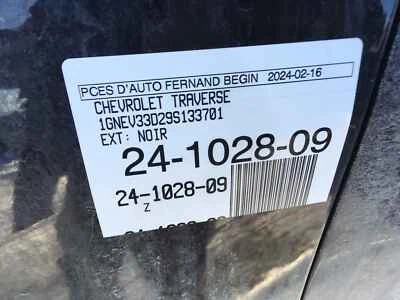 PCES D'AUTO FERNAND BEGIN 2024-02-16
CHEVROLET TRAVERSE
1GNEV33D29S133701
EXT: NOIR
24-1028-09
24-1028-09
Z